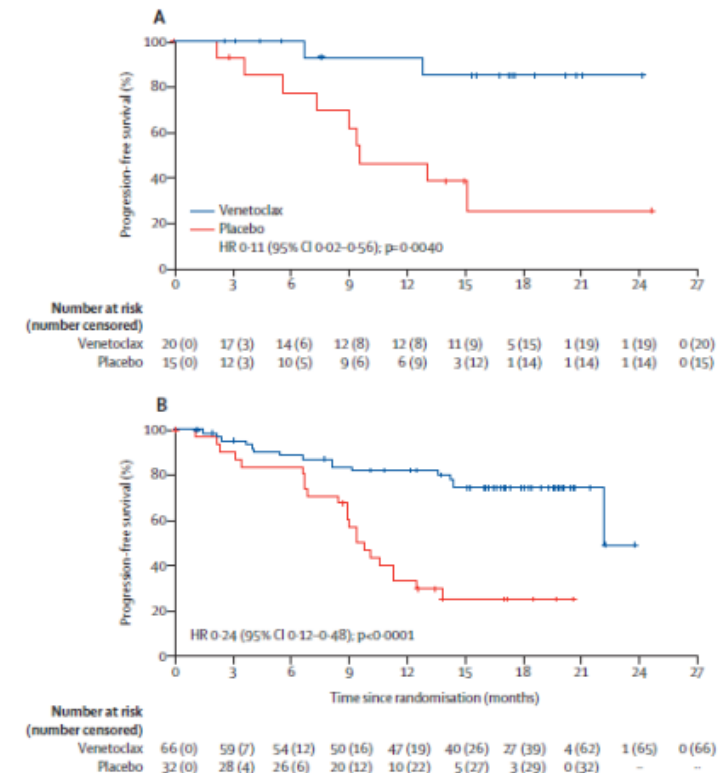 A
100
80
60
40
20
0
Progression-free survival (%)
Venetoclax
Placebo
HR 0·11 (95% CI 0·02–0·56); p=0·0040
0 3 6 9 12 15 18 21 24 27
Number at risk
(number censored)
Venetoclax 20 (0) 17 (3) 14 (6) 12 (8) 12 (8) 11 (9) 5 (15) 1 (19) 1 (19) 0 (20)
Placebo 15 (0) 12 (3) 10 (5) 9 (6) 6 (9) 3 (12) 1 (14) 1 (14) 1 (14) 0 (15)
B
100
80
60
40
20
0
Progression-free survival (%)
HR 0·24 (95% CI 0·12–0·48); p<0·0001
0 3 6 9 12 15 18 21 24 27
Time since randomisation (months)
Number at risk
(number censored)
Venetoclax 66 (0) 59 (7) 54 (12) 50 (16) 47 (19) 40 (26) 27 (39) 4 (62) 1 (65) 0 (66)
Placebo 32 (0) 28 (4) 26 (6) 20 (12) 10 (22) 5 (27) 3 (29) 0 (32) ·· ··